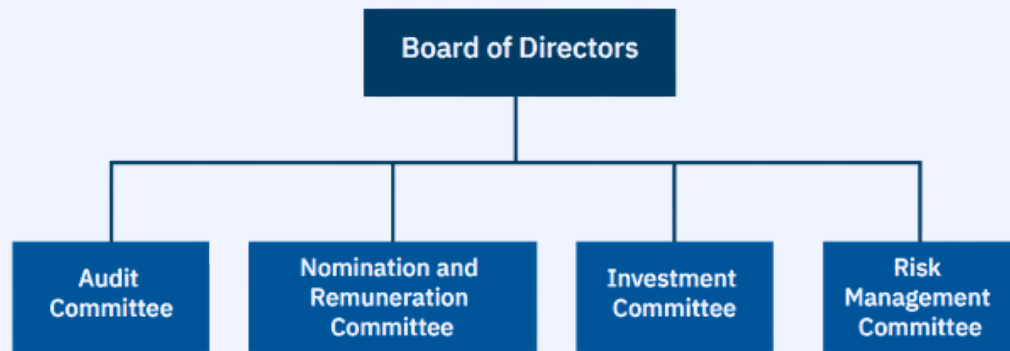 Board of Directors
Audit
Committee
Nomination and
Remuneration
Committee
Investment
Committee
Risk
Management
Committee